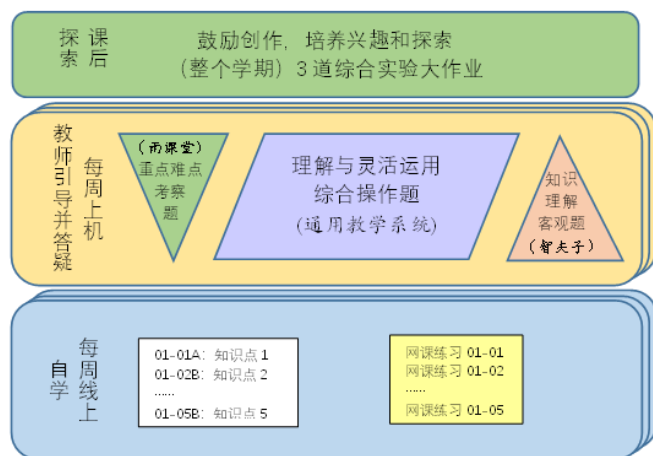 课后
探索
鼓励创作，培养兴趣和探索
（整个学期）3 道综合实验大作业
每周上机
教师引导并答疑
（雨课堂）
重点难点
考察
题
理解与灵活运用
综合操作题
(通用教学系统)
知识
理解
客观题
（智夫子）
每周线上
自学
01-01A：知识点 1
01-02B：知识点 2
......
01-05B：知识点 5
网课练习 01-01
网课练习 01-02
......
网课练习 01-05